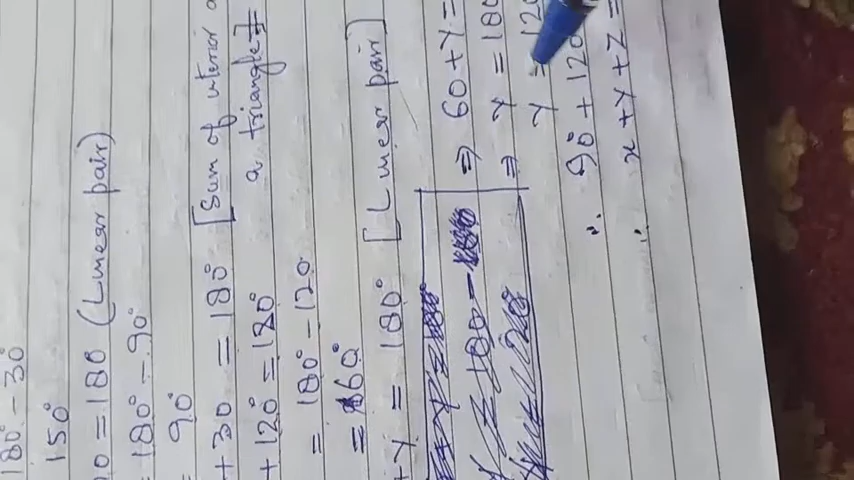 180° - 30°
150°
90 = 180 (Linear pair)
= 180° - 90°
= 90°
+ 30 = 180° [Sum of interior
a triangle]
+ 120° = 180°
= 180° - 120
= 60°
+ Y = 180° [Linear pair]
⇒ 60 + Y =
⇒ Y = 180
Y = 120
∴ 90° + 120
∴ x + Y + Z =